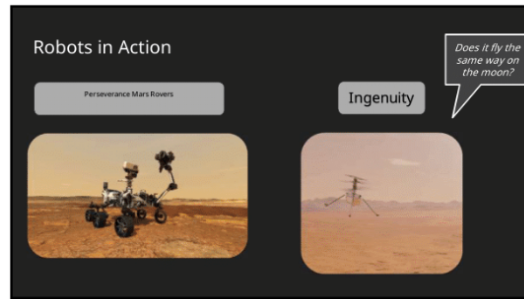 Robots in Action
Does it fly the
same way on
the moon?
Perseverance Mars Rovers
Ingenuity